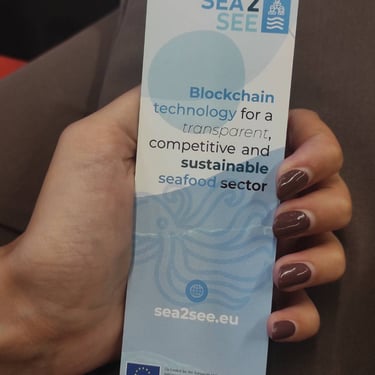 SEA2
SEE
Blockchain
technology for a
transparent,
competitive and
sustainable
seafood sector
sea2see.eu